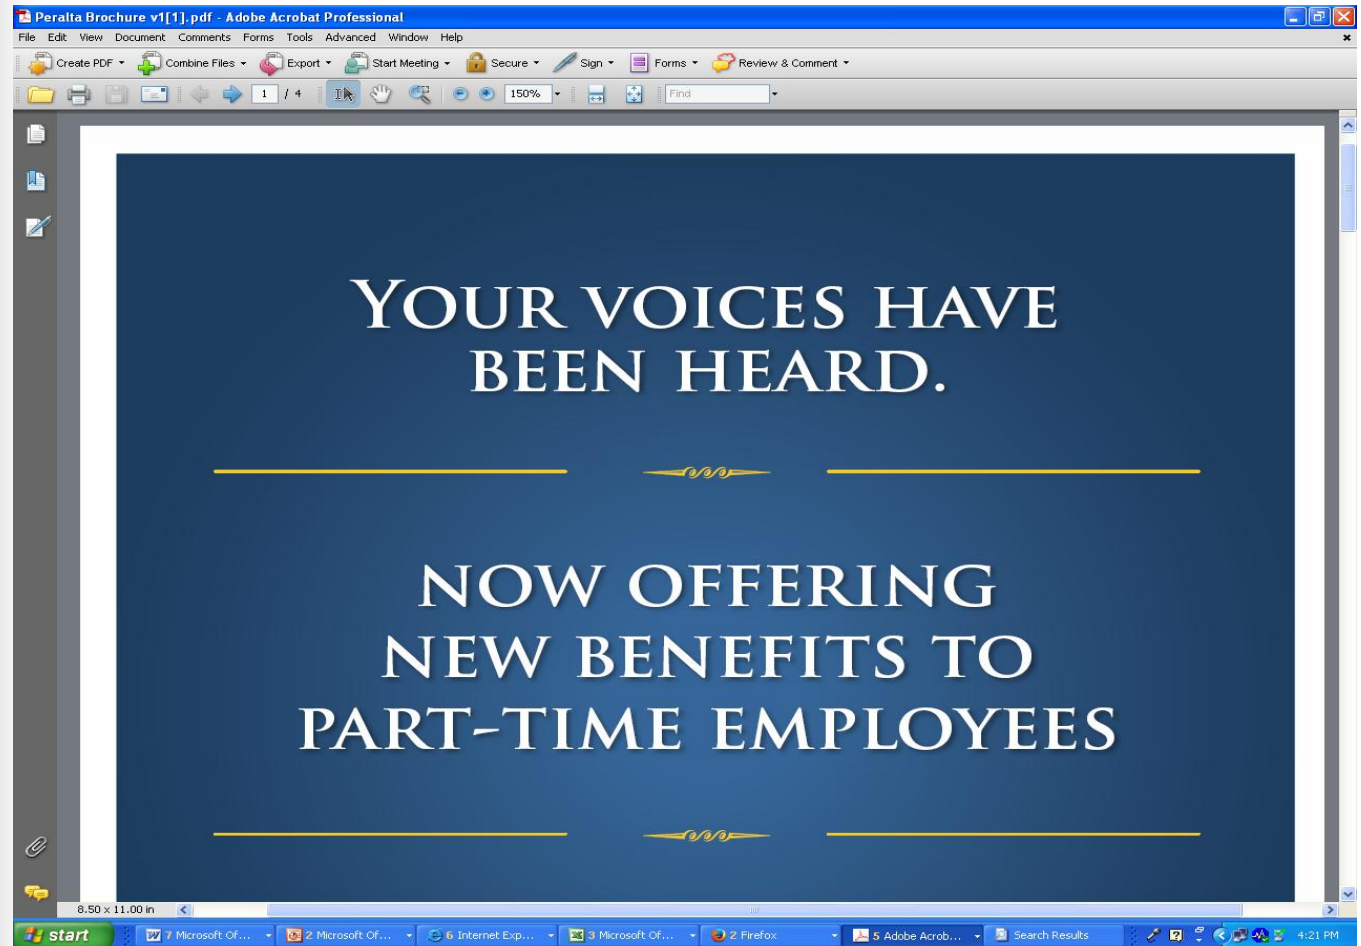 Peralta Brochure v1[1].pdf - Adobe Acrobat Professional
File Edit View Document Comments Forms Tools Advanced Window Help
Create PDF Combine Files Export Start Meeting Secure Sign Forms Review & Comment
1 / 4 150% Find
YOUR VOICES HAVE
BEEN HEARD.
NOW OFFERING
NEW BENEFITS TO
PART-TIME EMPLOYEES
8.50 x 11.00 in
start 7 Microsoft Of... 2 Microsoft Of... 6 Internet Exp... 3 Microsoft Of... 2 Firefox 5 Adobe Acrob... Search Results 4:21 PM